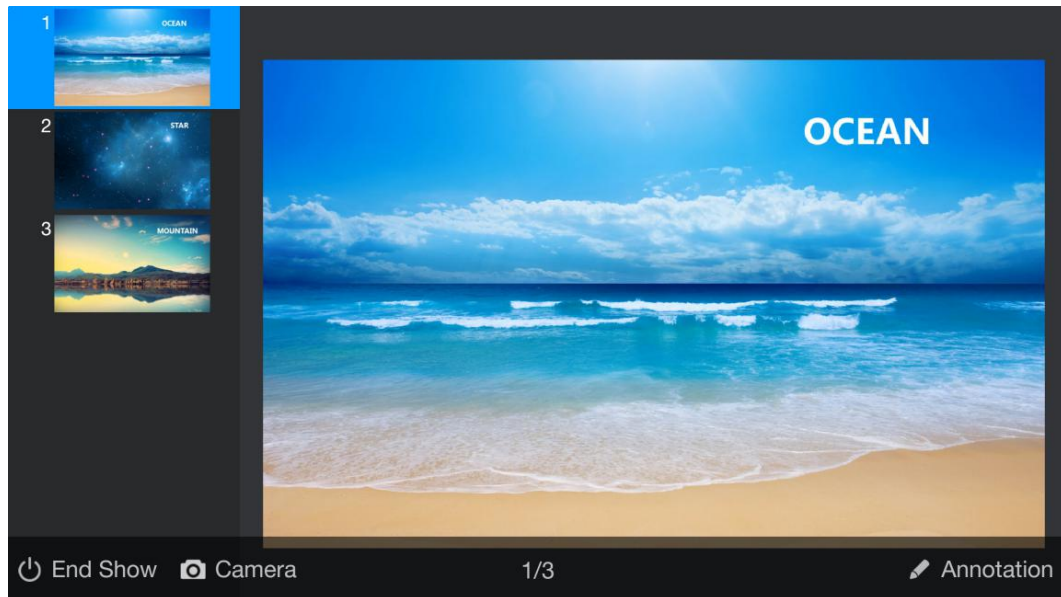 1
OCEAN
2
STAR
3
MOUNTAIN
OCEAN
End Show
Camera
1/3
Annotation